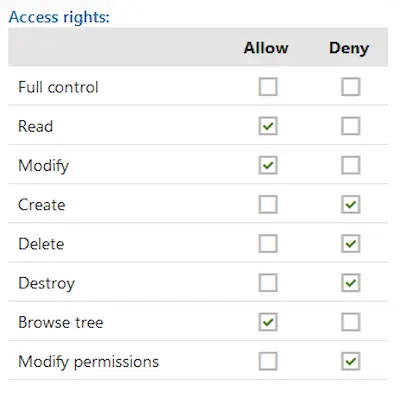 Access rights:
Allow Deny
Full control
Read
Modify
Create
Delete
Destroy
Browse tree
Modify permissions